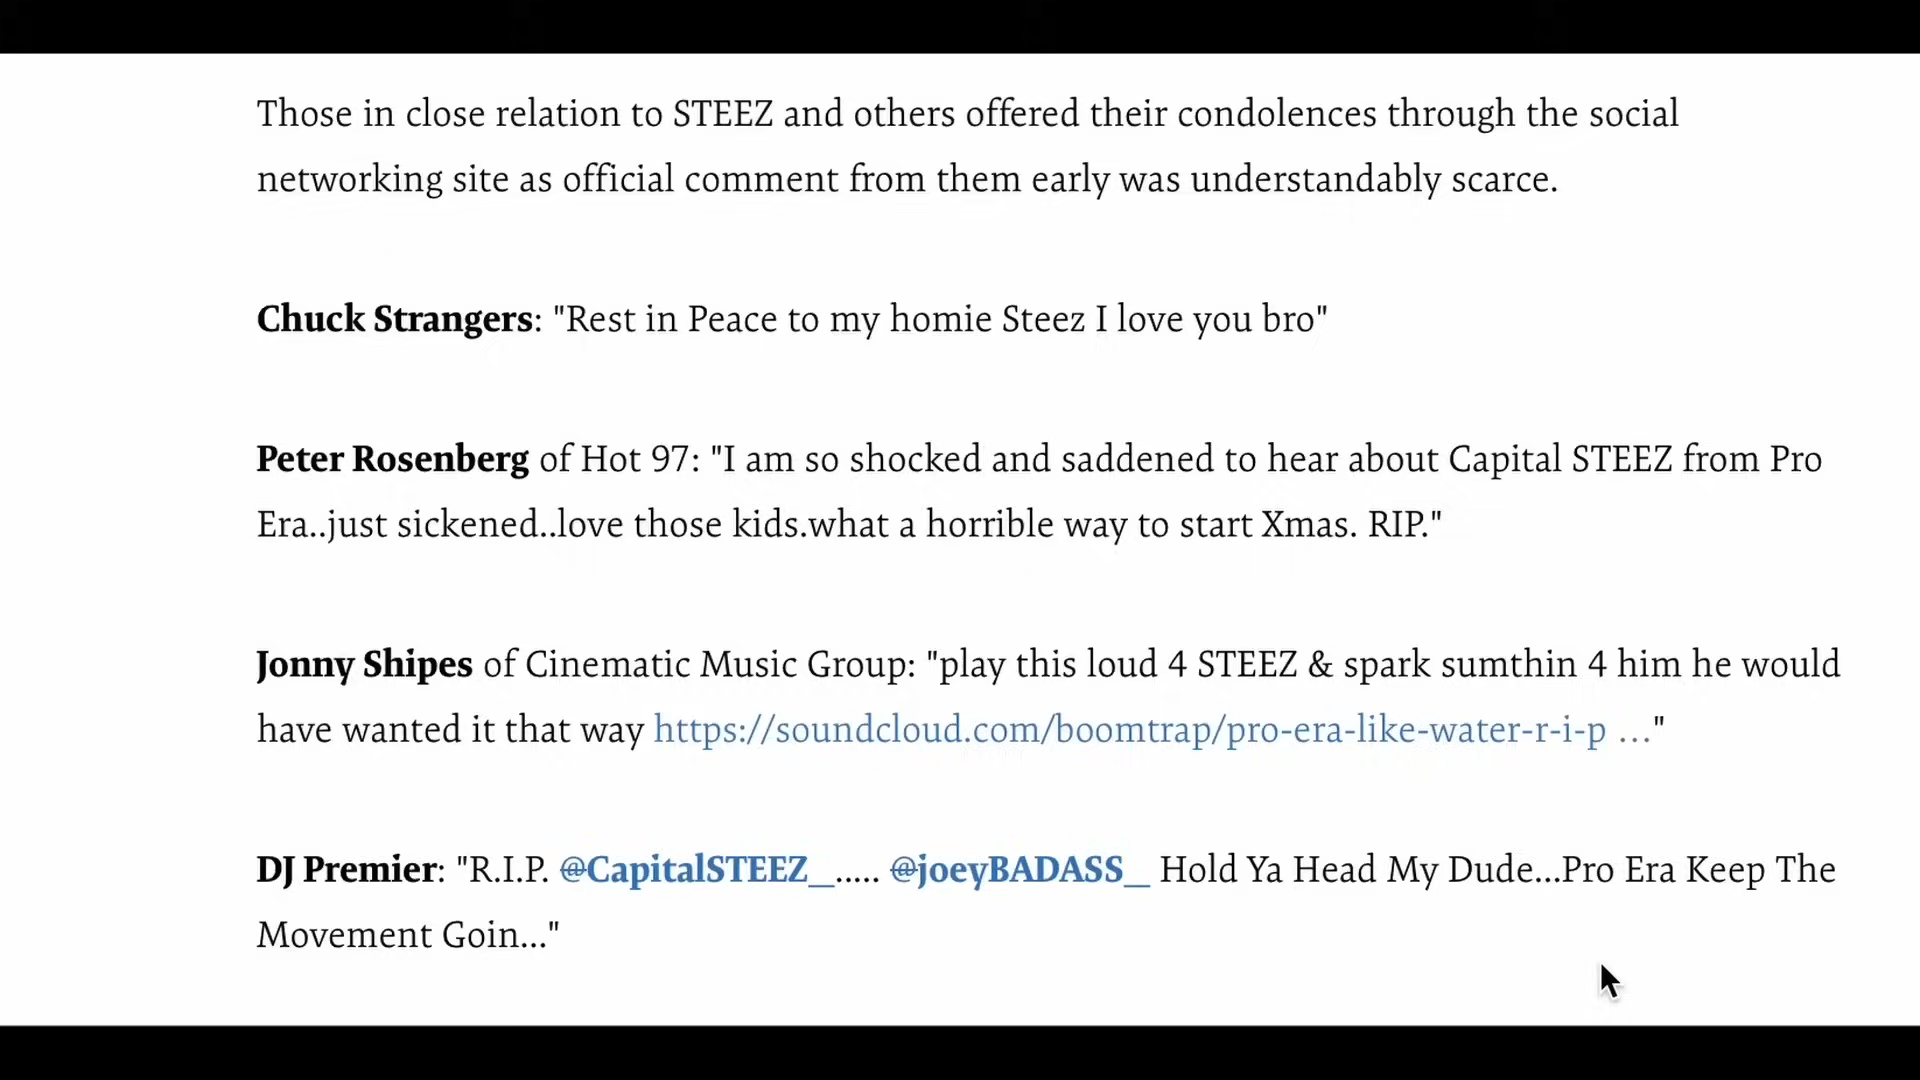 Those in close relation to STEEZ and others offered their condolences through the social
networking site as official comment from them early was understandably scarce.
Chuck Strangers: "Rest in Peace to my homie Steez I love you bro"
Peter Rosenberg of Hot 97: "I am so shocked and saddened to hear about Capital STEEZ from Pro
Era..just sickened..love those kids.what a horrible way to start Xmas. RIP."
Jonny Shipes of Cinematic Music Group: "play this loud 4 STEEZ & spark sumthin 4 him he would
have wanted it that way https://soundcloud.com/boomtrap/pro-era-like-water-r-i-p …"
DJ Premier: "R.I.P. @CapitalSTEEZ_..... @joeyBADASS_ Hold Ya Head My Dude...Pro Era Keep The
Movement Goin..."